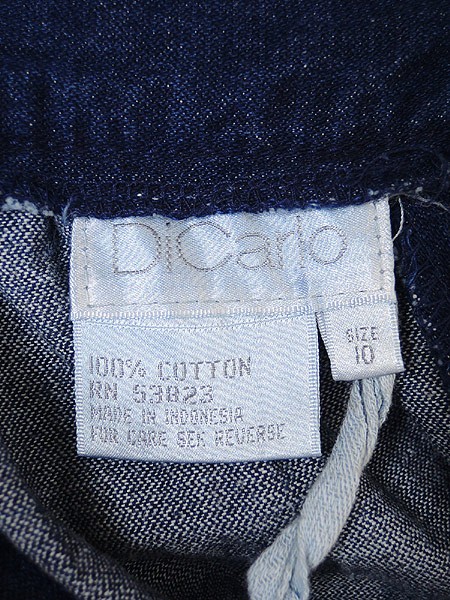 DiCarlo
SIZE
10
100% COTTON
RN 53823
MADE IN INDONESIA
FOR CARE SEE REVERSE